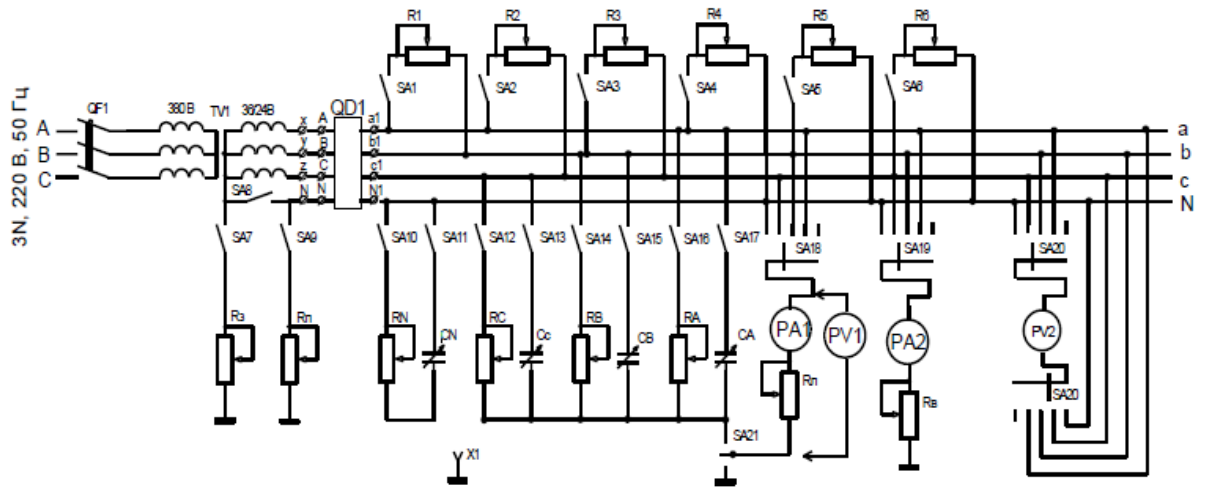 R1 R2 R3 R4 R5 R6
SA1 SA2 SA3 SA4 SA5 SA6
3N, 220 В, 50 Гц
QF1 380 В TV1 36/24В QD1
A x A a1 a
B y B b1 b
C z C c1 c
SA8 N N N1 N
SA7 SA9 SA10 SA11 SA12 SA13 SA14 SA15 SA16 SA17 SA18 SA19 SA20
Rз Rп RN CN RC Cc RB CB RA CA PA1 PV1 PA2 PV2
Rл Rв SA20
SA21
X1